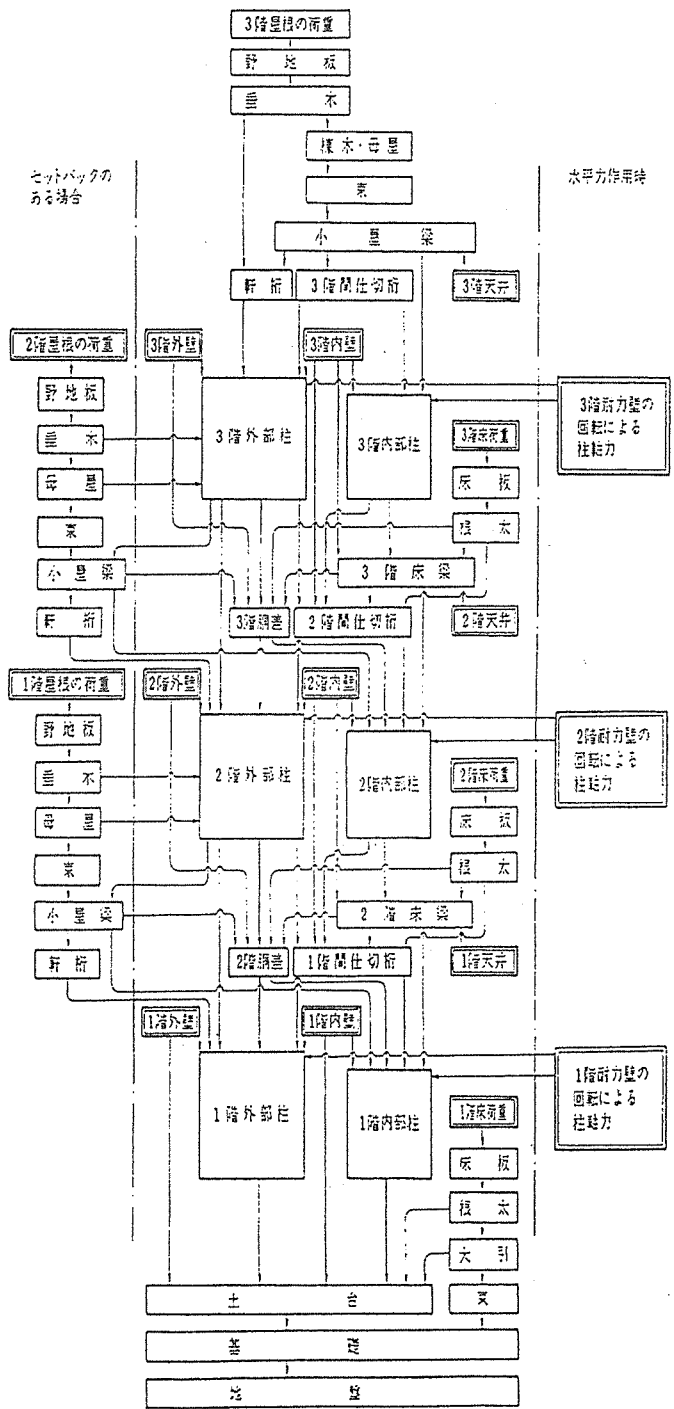 3階屋根の荷重
野地板
垂木
棟木・母屋
セットバックの
ある場合
水平力作用時
束
小屋梁
軒桁
3階間仕切桁
3階天井
2階屋根の荷重
3階外壁
3階内壁
野地板
3階外部柱
3階内部柱
3階耐力壁の
回転による
柱軸力
垂木
3階床荷重
母屋
床板
束
根太
小屋梁
3階床梁
軒桁
3階胴差
2階間仕切桁
2階天井
1階屋根の荷重
2階外壁
2階内壁
野地板
2階外部柱
2階内部柱
2階耐力壁の
回転による
柱軸力
垂木
2階床荷重
母屋
床板
束
根太
小屋梁
2階床梁
軒桁
2階胴差
1階間仕切桁
1階天井
1階外壁
1階内壁
1階外部柱
1階内部柱
1階耐力壁の
回転による
柱軸力
1階床荷重
床板
根太
大引
土台
束
基礎
地盤